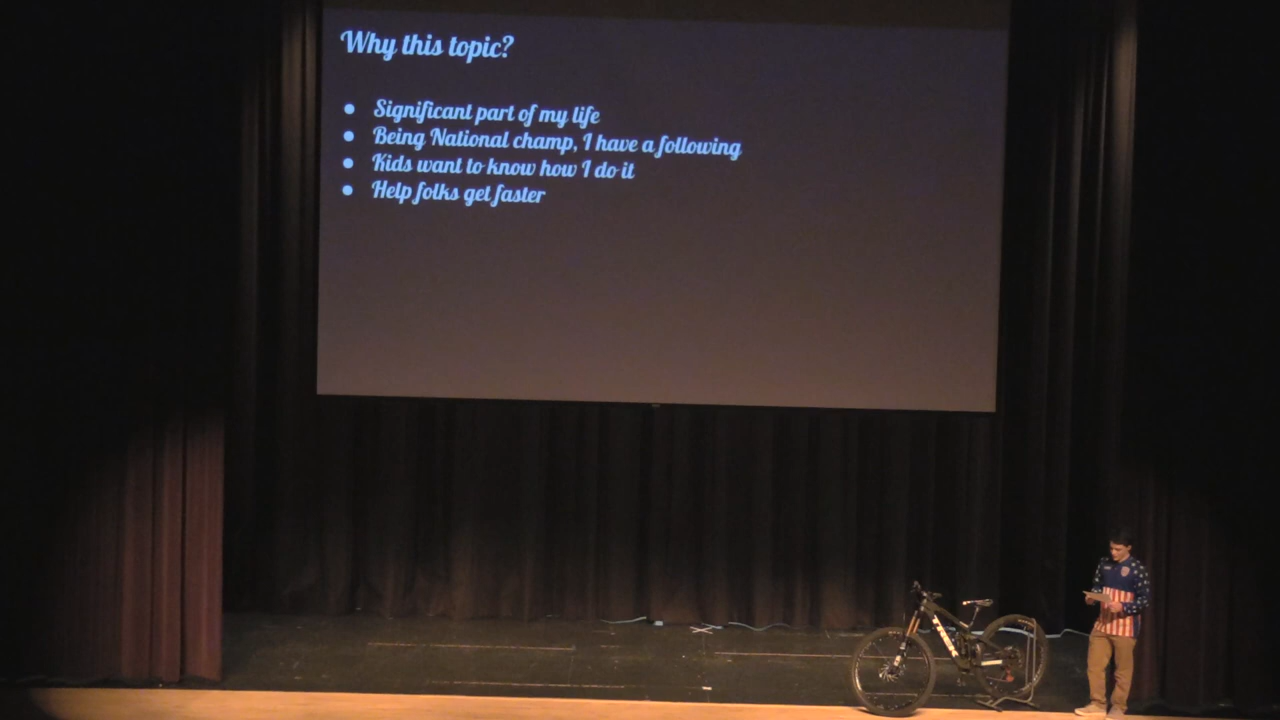 Why this topic?
● Significant part of my life
● Being National champ, I have a following
● Kids want to know how I do it
● Help folks get faster
TREK